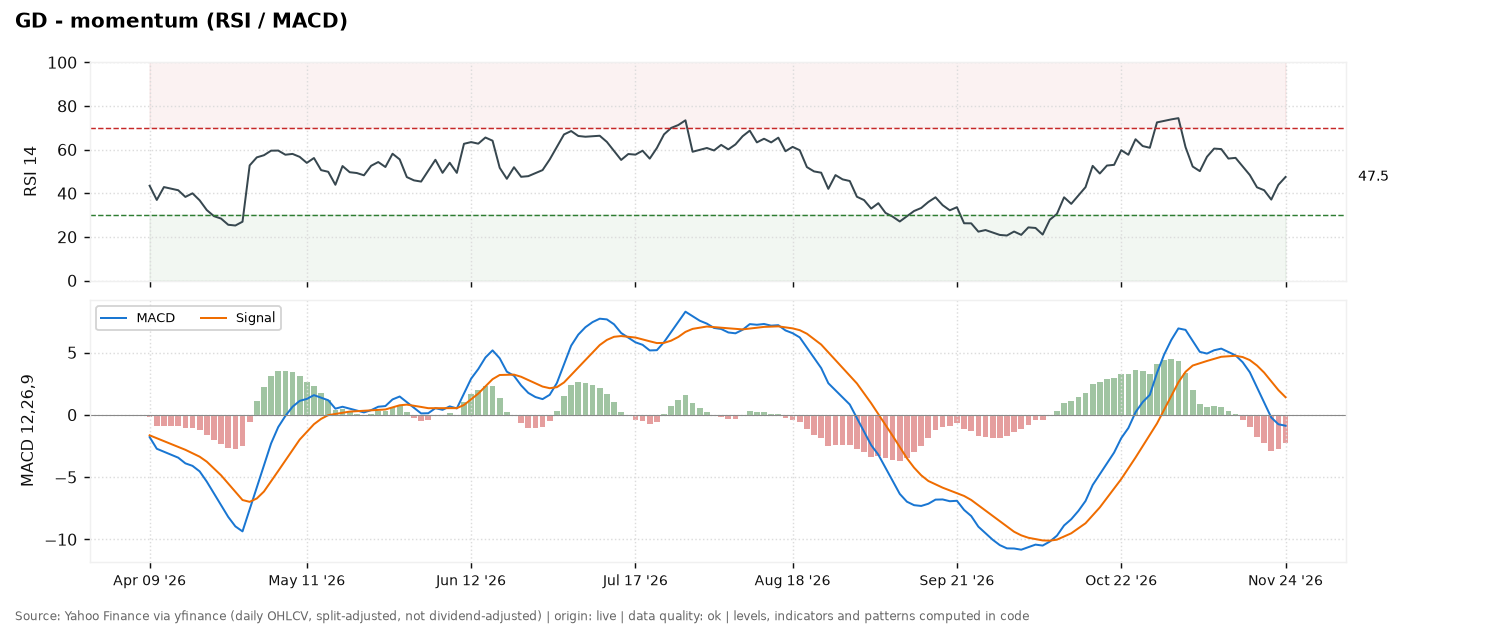 GD - momentum (RSI / MACD)
100
80
60
40
20
0
RSI 14
47.5
MACD
Signal
5
0
−5
−10
MACD 12,26,9
Apr 09 '26
May 11 '26
Jun 12 '26
Jul 17 '26
Aug 18 '26
Sep 21 '26
Oct 22 '26
Nov 24 '26
Source: Yahoo Finance via yfinance (daily OHLCV, split-adjusted, not dividend-adjusted) | origin: live | data quality: ok | levels, indicators and patterns computed in code